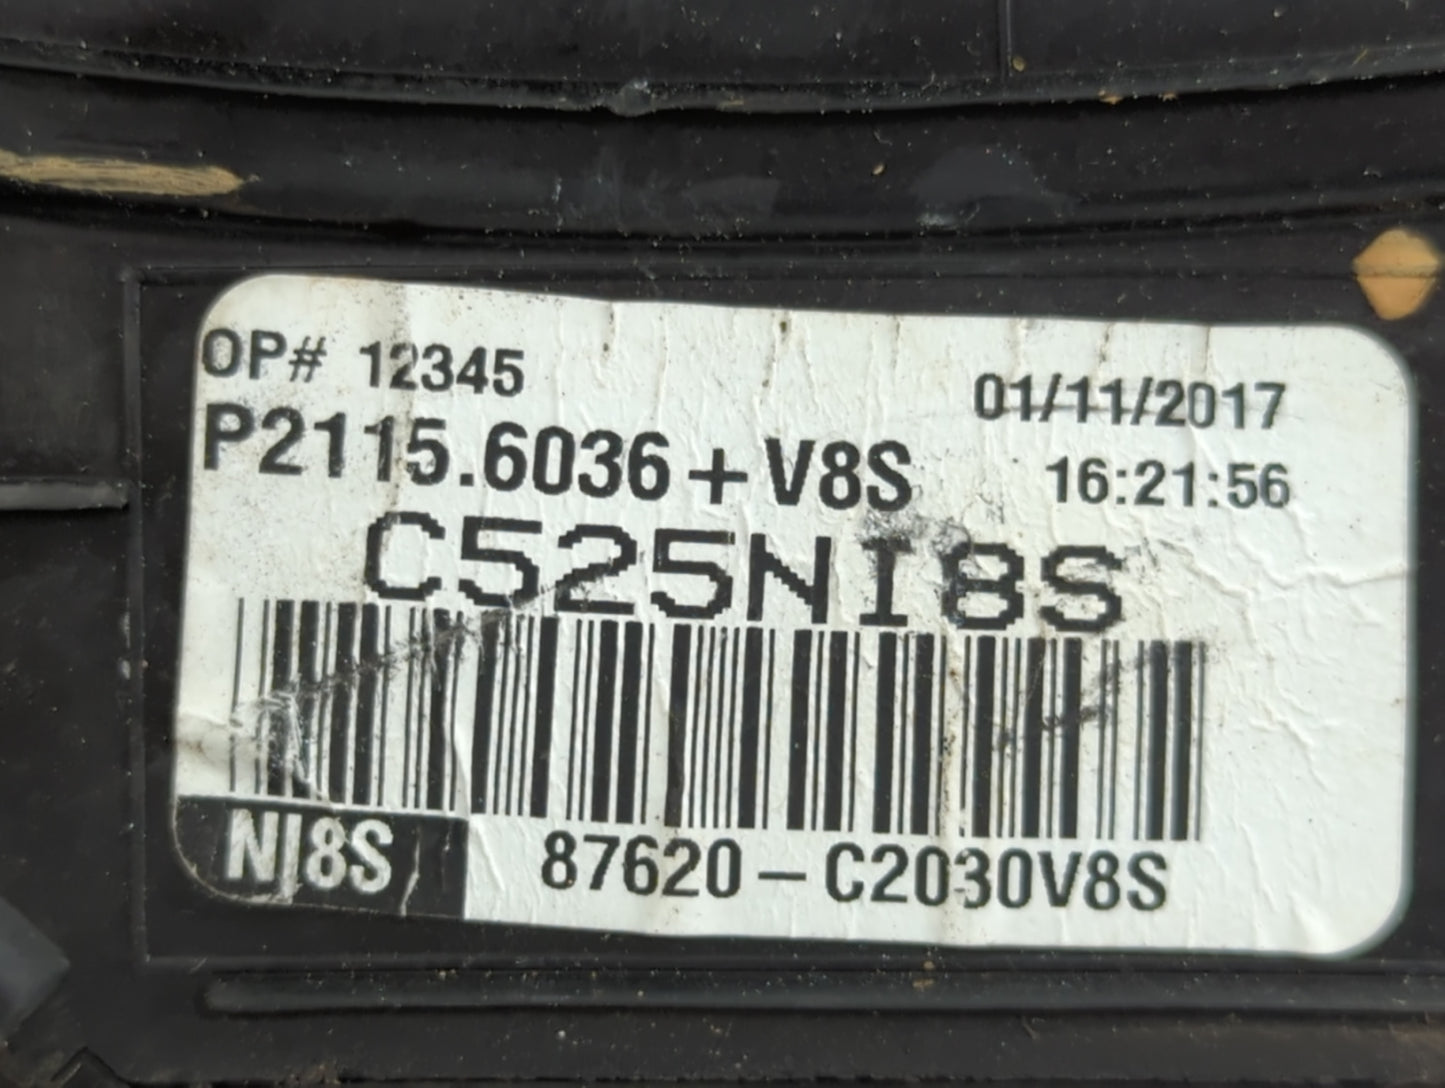 OP# 12345
01/11/2017
P2115.6036+V8S
16:21:56
C525NI8S
NI8S
87620-C2030V8S